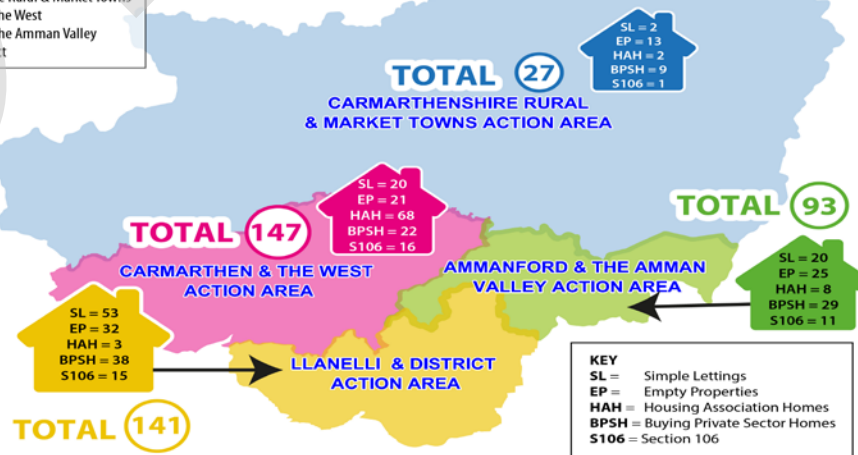 he West
he Amman Valley
SL = 2
EP = 13
HAH = 2
BPSH = 9
S106 = 1
TOTAL 27
CARMARTHENSHIRE RURAL
& MARKET TOWNS ACTION AREA
SL = 20
EP = 21
HAH = 68
BPSH = 22
S106 = 16
TOTAL 147
CARMARTHEN & THE WEST
ACTION AREA
TOTAL 93
AMMANFORD & THE AMMAN
VALLEY ACTION AREA
SL = 20
EP = 25
HAH = 8
BPSH = 29
S106 = 11
SL = 53
EP = 32
HAH = 3
BPSH = 38
S106 = 15
LLANELLI & DISTRICT
ACTION AREA
TOTAL 141
KEY
SL = Simple Lettings
EP = Empty Properties
HAH = Housing Association Homes
BPSH = Buying Private Sector Homes
S106 = Section 106